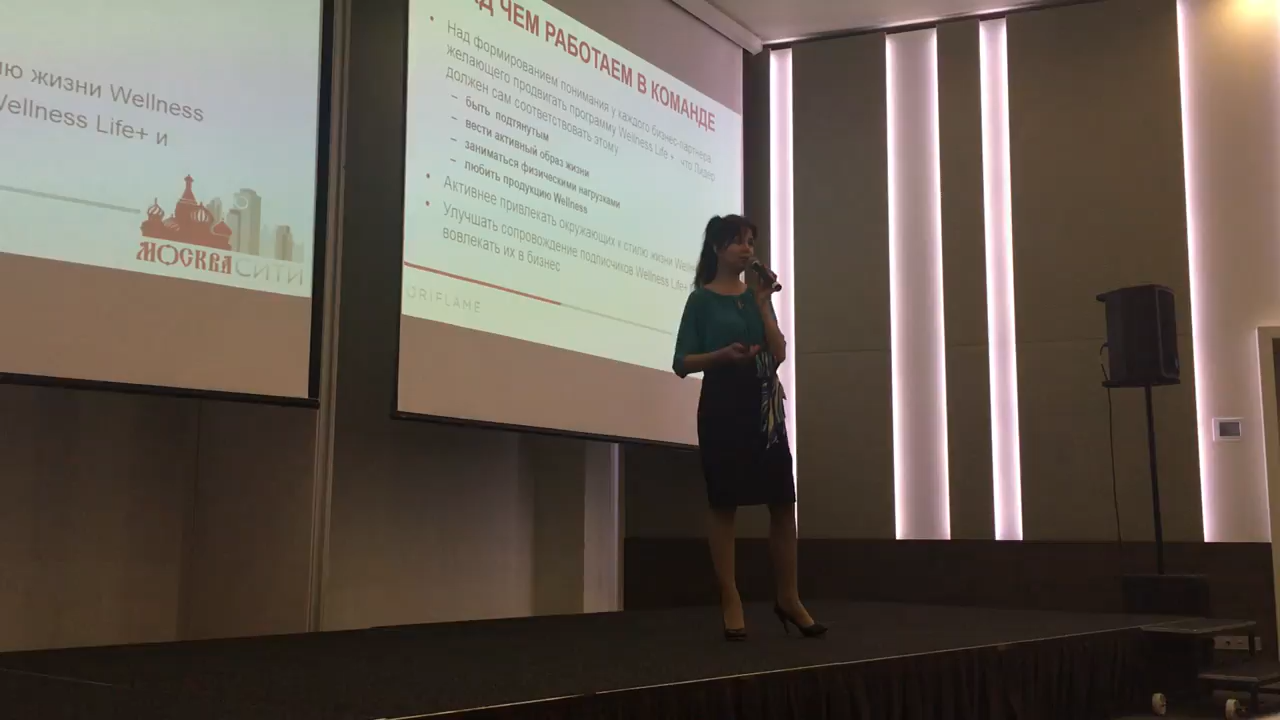 ю жизни Wellness
Wellness Life+ и
МОСКВА СИТИ
Д ЧЕМ РАБОТАЕМ В КОМАНДЕ
• Над формированием понимания у каждого бизнес-партнера,
желающего продвигать программу Wellness Life+ что Лидер
должен сам соответствовать этому
– быть подтянутым
– вести активный образ жизни
– заниматься физическими нагрузками
– любить продукцию Wellness
• Активнее привлекать окружающих к стилю жизни Wellne
• Улучшать сопровождение подписчиков Wellness Life+
вовлекать их в бизнес
ORIFLAME